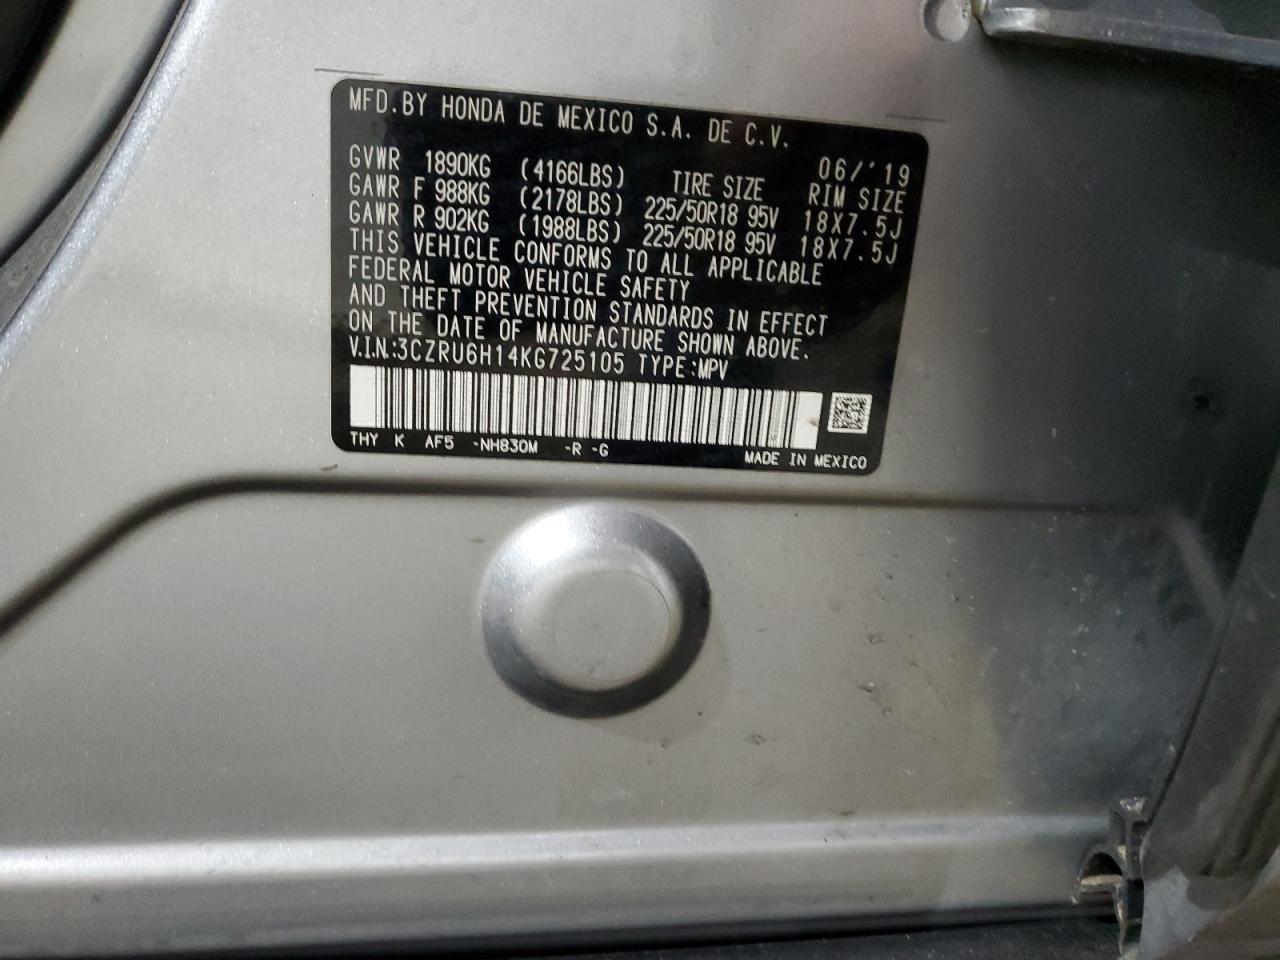 MFD.BY HONDA DE MEXICO S.A. DE C.V.
06/'19
GVWR 1890KG (4166LBS) TIRE SIZE RIM SIZE
GAWR F 988KG (2178LBS) 225/50R18 95V 18X7.5J
GAWR R 902KG (1988LBS) 225/50R18 95V 18X7.5J
THIS VEHICLE CONFORMS TO ALL APPLICABLE
FEDERAL MOTOR VEHICLE SAFETY
AND THEFT PREVENTION STANDARDS IN EFFECT
ON THE DATE OF MANUFACTURE SHOWN ABOVE.
V.I.N.:3CZRU6H14KG725105 TYPE:MPV
THY K AF5 -NH830M -R -G
MADE IN MEXICO